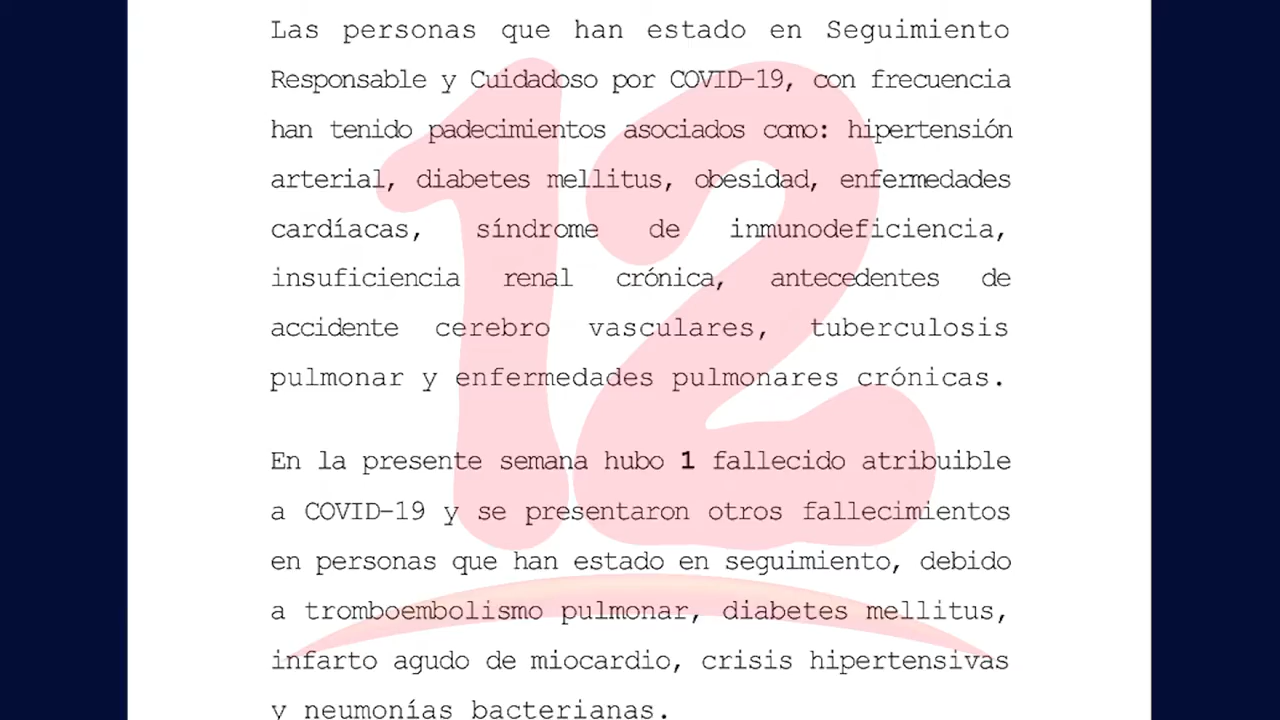 Las personas que han estado en Seguimiento
Responsable y Cuidadoso por COVID-19, con frecuencia
han tenido padecimientos asociados como: hipertensión
arterial, diabetes mellitus, obesidad, enfermedades
cardíacas, síndrome de inmunodeficiencia,
insuficiencia renal crónica, antecedentes de
accidente cerebro vasculares, tuberculosis
pulmonar y enfermedades pulmonares crónicas.
En la presente semana hubo 1 fallecido atribuible
a COVID-19 y se presentaron otros fallecimientos
en personas que han estado en seguimiento, debido
a tromboembolismo pulmonar, diabetes mellitus,
infarto agudo de miocardio, crisis hipertensivas
y neumonías bacterianas.
12